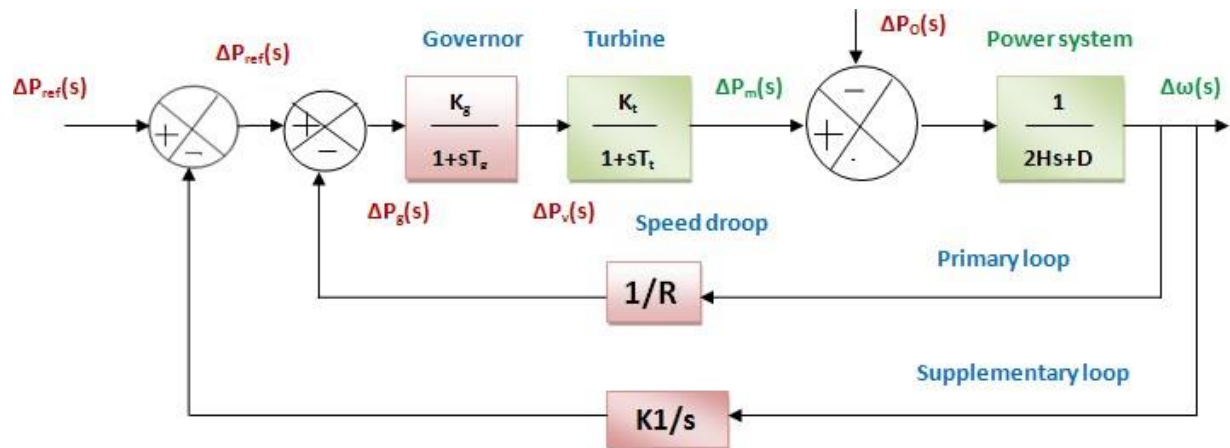 ΔP_O(s)
Governor Turbine Power system
ΔP_ref(s)
ΔP_ref(s) ΔP_m(s) Δω(s)
K_g K_t 1
1+sT_g 1+sT_t 2Hs+D
+ − + − − +
ΔP_g(s) ΔP_v(s)
Speed droop
Primary loop
1/R
Supplementary loop
K1/s